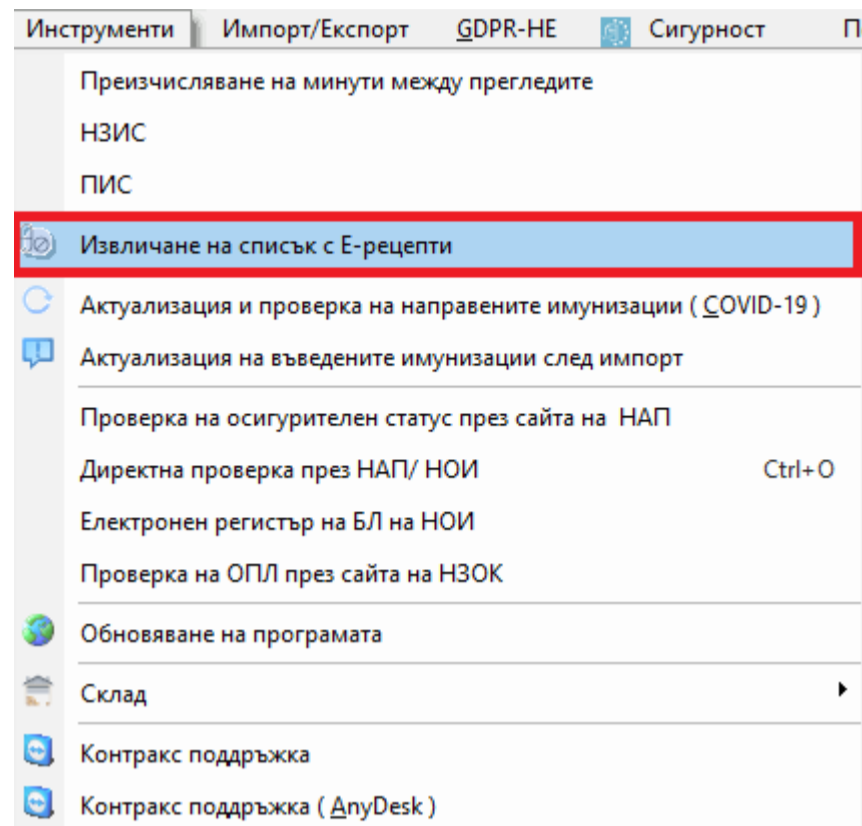 Инструменти Импорт/Експорт GDPR-НЕ Сигурност П
Преизчисляване на минути между прегледите
НЗИС
ПИС
Извличане на списък с Е-рецепти
Актуализация и проверка на направените имунизации ( COVID-19 )
Актуализация на въведените имунизации след импорт
Проверка на осигурителен статус през сайта на НАП
Директна проверка през НАП/ НОИ Ctrl+O
Електронен регистър на БЛ на НОИ
Проверка на ОПЛ през сайта на НЗОК
Обновяване на програмата
Склад
Контракс поддръжка
Контракс поддръжка ( AnyDesk )